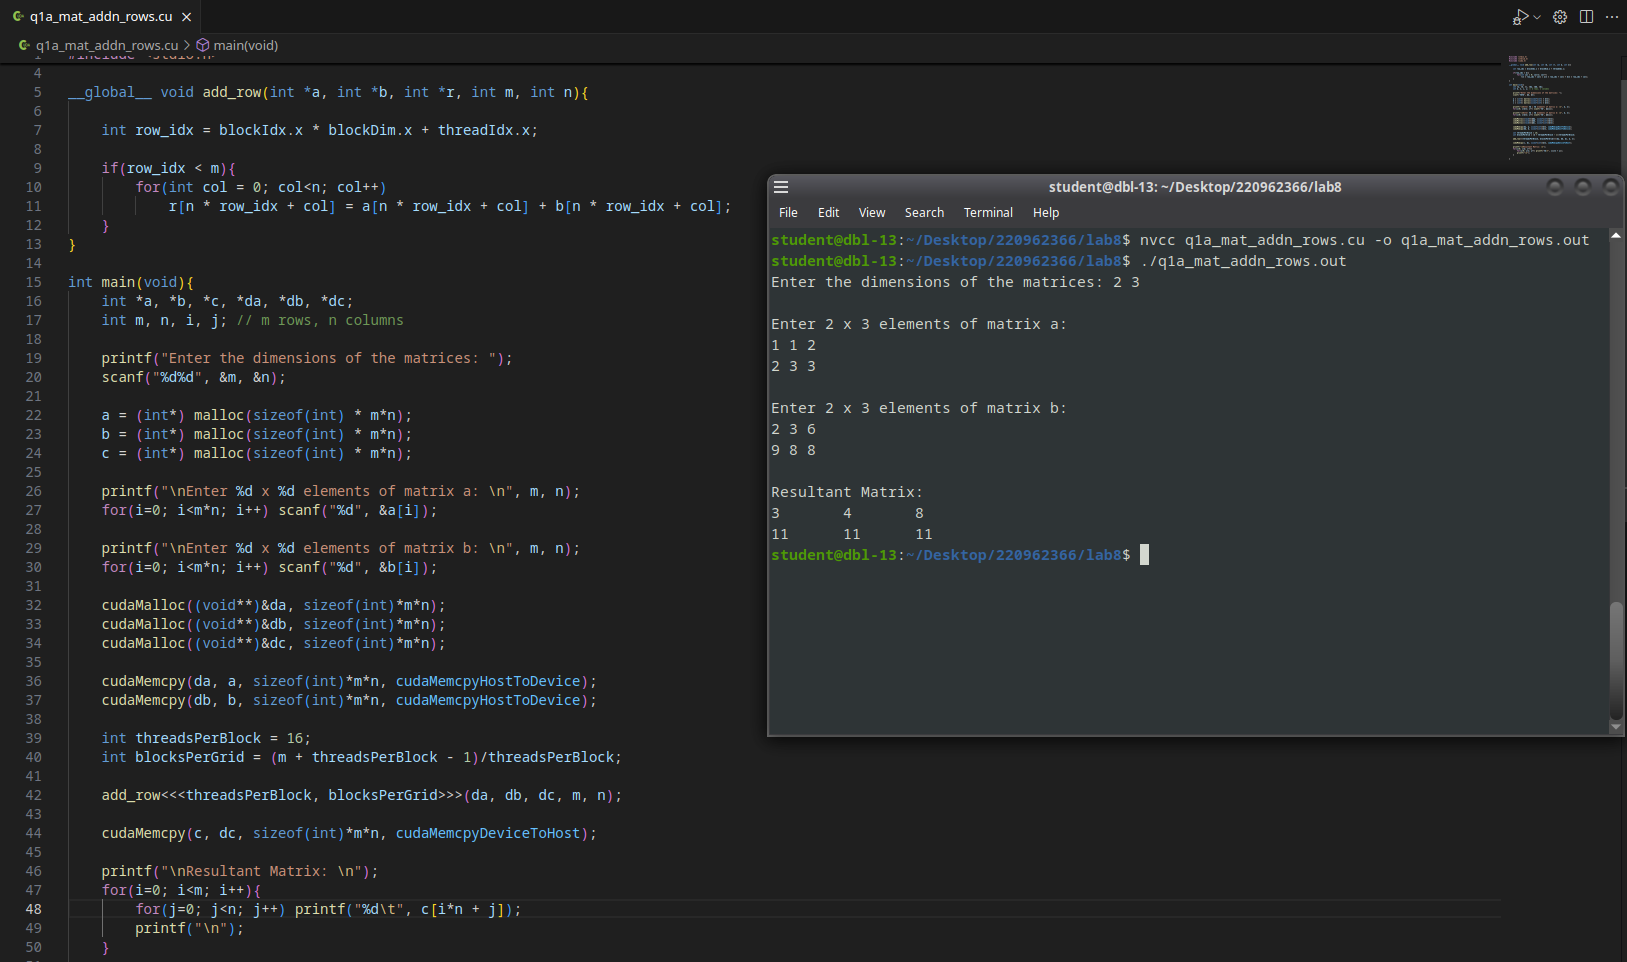 q1a_mat_addn_rows.cu
q1a_mat_addn_rows.cu > main(void)
4
5 __global__ void add_row(int *a, int *b, int *r, int m, int n){
6
7 int row_idx = blockIdx.x * blockDim.x + threadIdx.x;
8
9 if(row_idx < m){
10 for(int col = 0; col<n; col++)
11 r[n * row_idx + col] = a[n * row_idx + col] + b[n * row_idx + col];
12 }
13 }
14
15 int main(void){
16 int *a, *b, *c, *da, *db, *dc;
17 int m, n, i, j; // m rows, n columns
18
19 printf("Enter the dimensions of the matrices: ");
20 scanf("%d%d", &m, &n);
21
22 a = (int*) malloc(sizeof(int) * m*n);
23 b = (int*) malloc(sizeof(int) * m*n);
24 c = (int*) malloc(sizeof(int) * m*n);
25
26 printf("\nEnter %d x %d elements of matrix a: \n", m, n);
27 for(i=0; i<m*n; i++) scanf("%d", &a[i]);
28
29 printf("\nEnter %d x %d elements of matrix b: \n", m, n);
30 for(i=0; i<m*n; i++) scanf("%d", &b[i]);
31
32 cudaMalloc((void**)&da, sizeof(int)*m*n);
33 cudaMalloc((void**)&db, sizeof(int)*m*n);
34 cudaMalloc((void**)&dc, sizeof(int)*m*n);
35
36 cudaMemcpy(da, a, sizeof(int)*m*n, cudaMemcpyHostToDevice);
37 cudaMemcpy(db, b, sizeof(int)*m*n, cudaMemcpyHostToDevice);
38
39 int threadsPerBlock = 16;
40 int blocksPerGrid = (m + threadsPerBlock - 1)/threadsPerBlock;
41
42 add_row<<<threadsPerBlock, blocksPerGrid>>>(da, db, dc, m, n);
43
44 cudaMemcpy(c, dc, sizeof(int)*m*n, cudaMemcpyDeviceToHost);
45
46 printf("\nResultant Matrix: \n");
47 for(i=0; i<m; i++){
48 for(j=0; j<n; j++) printf("%d\t", c[i*n + j]);
49 printf("\n");
50 }
student@dbl-13: ~/Desktop/220962366/lab8
File Edit View Search Terminal Help
student@dbl-13:~/Desktop/220962366/lab8$ nvcc q1a_mat_addn_rows.cu -o q1a_mat_addn_rows.out
student@dbl-13:~/Desktop/220962366/lab8$ ./q1a_mat_addn_rows.out
Enter the dimensions of the matrices: 2 3
Enter 2 x 3 elements of matrix a:
1 1 2
2 3 3
Enter 2 x 3 elements of matrix b:
2 3 6
9 8 8
Resultant Matrix:
3 4 8
11 11 11
student@dbl-13:~/Desktop/220962366/lab8$